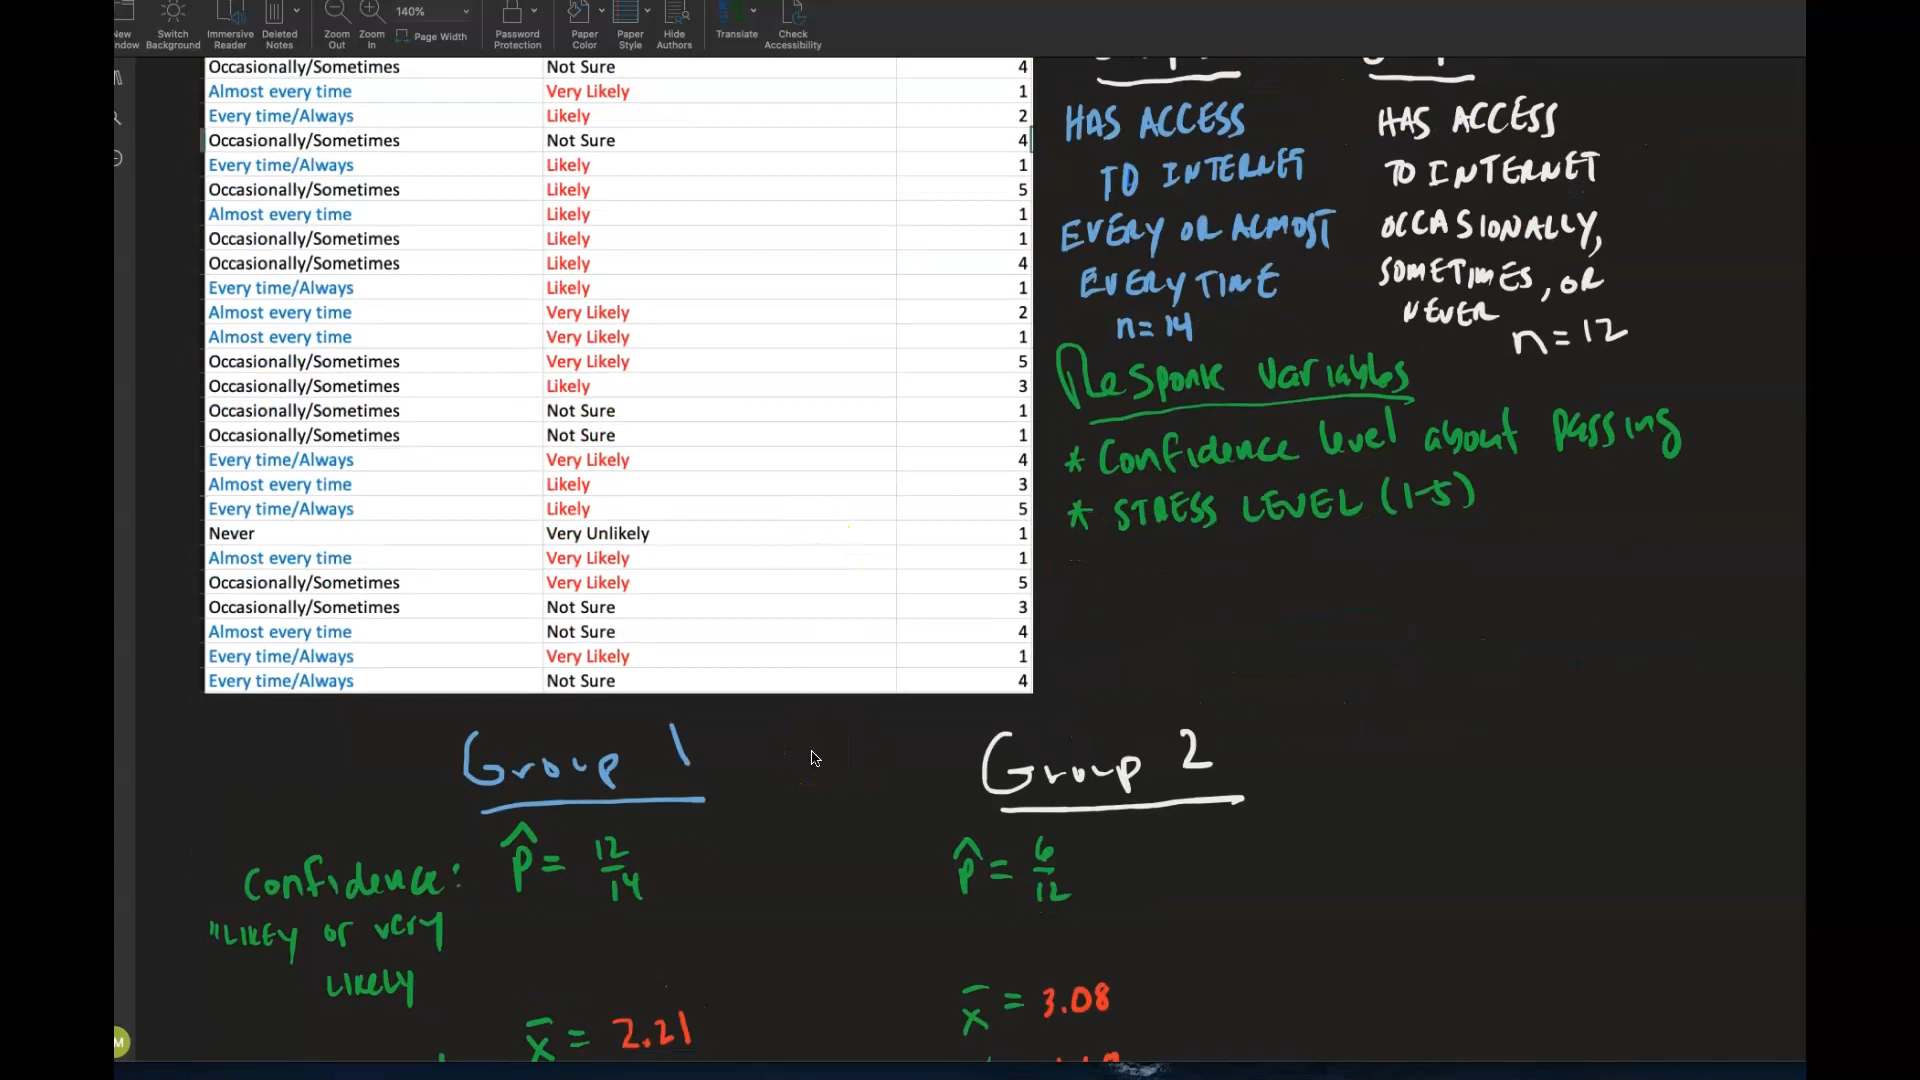 140%
New
Window
Switch
Background
Immersive
Reader
Deleted
Notes
Zoom
Out
Zoom
In
Page Width
Password
Protection
Paper
Color
Paper
Style
Hide
Authors
Translate
Check
Accessibility
Occasionally/Sometimes Not Sure 4
Almost every time Very Likely 1
Every time/Always Likely 2
Occasionally/Sometimes Not Sure 4
Every time/Always Likely 1
Occasionally/Sometimes Likely 5
Almost every time Likely 1
Occasionally/Sometimes Likely 1
Occasionally/Sometimes Likely 4
Every time/Always Likely 1
Almost every time Very Likely 2
Almost every time Very Likely 1
Occasionally/Sometimes Very Likely 5
Occasionally/Sometimes Likely 3
Occasionally/Sometimes Not Sure 1
Occasionally/Sometimes Not Sure 1
Every time/Always Very Likely 4
Almost every time Likely 3
Every time/Always Likely 5
Never Very Unlikely 1
Almost every time Very Likely 1
Occasionally/Sometimes Very Likely 5
Occasionally/Sometimes Not Sure 3
Almost every time Not Sure 4
Every time/Always Very Likely 1
Every time/Always Not Sure 4
HAS ACCESS
TO INTERNET
EVERY OR ALMOST
EVERY TIME
n = 14
HAS ACCESS
TO INTERNET
OCCASIONALLY,
SOMETIMES, OR
NEVER
n = 12
Response Variables
* Confidence level about passing
* STRESS LEVEL (1-5)
Group 1
Group 2
Confidence:
"LIKELY or very
LIKELY
p̂ = 12/14
p̂ = 6/12
x̄ = 2.21
x̄ = 3.08
M